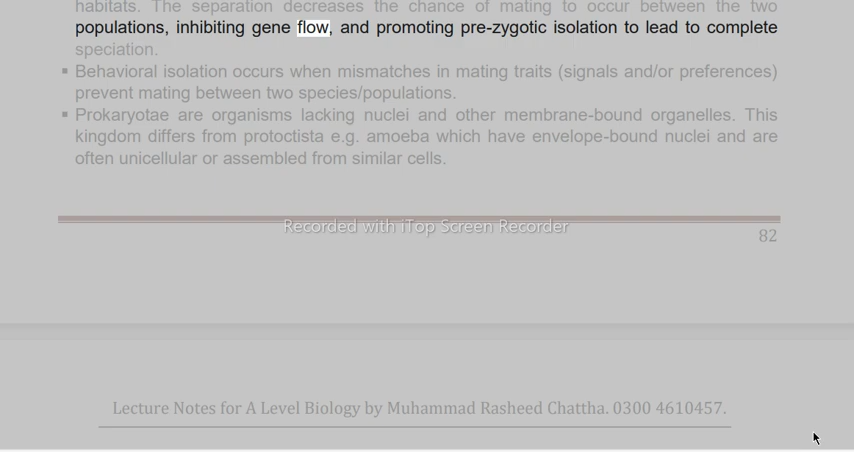 habitats. The separation decreases the chance of mating to occur between the two
populations, inhibiting gene flow, and promoting pre-zygotic isolation to lead to complete
speciation.
▪ Behavioral isolation occurs when mismatches in mating traits (signals and/or preferences)
prevent mating between two species/populations.
▪ Prokaryotae are organisms lacking nuclei and other membrane-bound organelles. This
kingdom differs from protoctista e.g. amoeba which have envelope-bound nuclei and are
often unicellular or assembled from similar cells.
Recorded with iTop Screen Recorder
82
Lecture Notes for A Level Biology by Muhammad Rasheed Chattha. 0300 4610457.